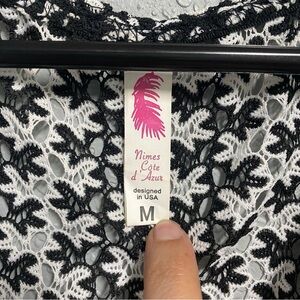 Nimes
Côte
d Azur
designed
in USA
M